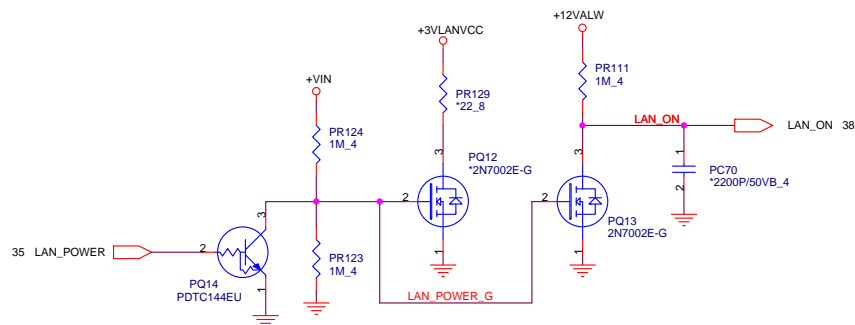 +12VALW
+3VLANVCC
+VIN
PR111
1M_4
PR129
*22_8
LAN_ON
LAN_ON 38
PR124
1M_4
3
3
1
PC70
*2200P/50VB_4
2
PQ12
*2N7002E-G
2
2
3
PQ13
2N7002E-G
35 LAN_POWER
2
PR123
1M_4
1
1
PQ14
PDTC144EU
1
LAN_POWER_G